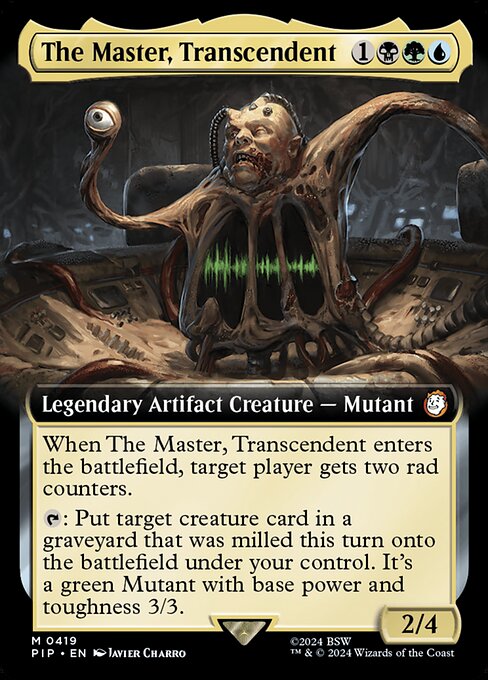 The Master, Transcendent 1
Legendary Artifact Creature — Mutant
When The Master, Transcendent enters
the battlefield, target player gets two rad
counters.
: Put target creature card in a
graveyard that was milled this turn onto
the battlefield under your control. It's
a green Mutant with base power and
toughness 3/3.
2/4
M 0419
PIP • EN Javier Charro
©2024 BSW
™ & © 2024 Wizards of the Coast